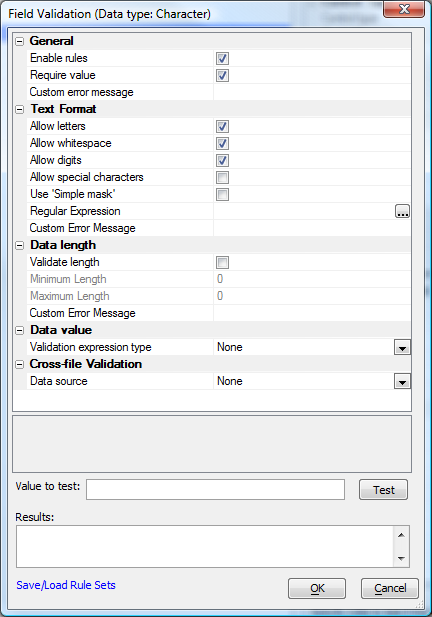 Field Validation (Data type: Character)
General
Enable rules
Require value
Custom error message
Text Format
Allow letters
Allow whitespace
Allow digits
Allow special characters
Use 'Simple mask'
Regular Expression ...
Custom Error Message
Data length
Validate length
Minimum Length 0
Maximum Length 0
Custom Error Message
Data value
Validation expression type None
Cross-file Validation
Data source None
Value to test: Test
Results:
Save/Load Rule Sets OK Cancel